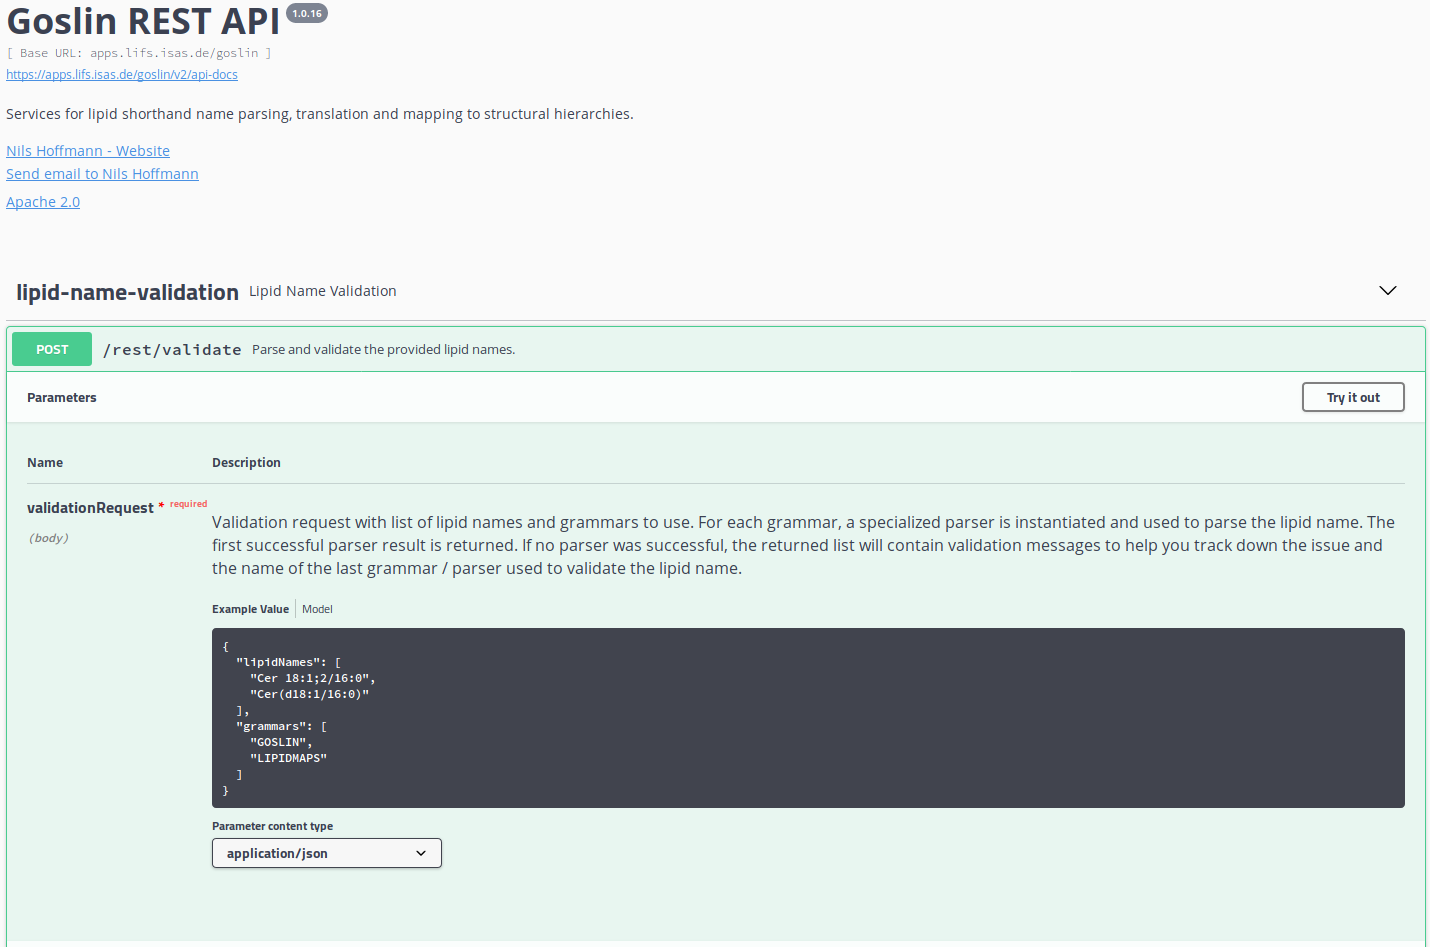 Goslin REST API 1.0.16
[ Base URL: apps.lifs.isas.de/goslin ]
https://apps.lifs.isas.de/goslin/v2/api-docs
Services for lipid shorthand name parsing, translation and mapping to structural hierarchies.
Nils Hoffmann - Website
Send email to Nils Hoffmann
Apache 2.0
lipid-name-validation Lipid Name Validation
POST /rest/validate Parse and validate the provided lipid names.
Parameters Try it out
Name Description
validationRequest * required
(body)
Validation request with list of lipid names and grammars to use. For each grammar, a specialized parser is instantiated and used to parse the lipid name. The
first successful parser result is returned. If no parser was successful, the returned list will contain validation messages to help you track down the issue and
the name of the last grammar / parser used to validate the lipid name.
Example Value Model
{
  "lipidNames": [
    "Cer 18:1;2/16:0",
    "Cer(d18:1/16:0)"
  ],
  "grammars": [
    "GOSLIN",
    "LIPIDMAPS"
  ]
}
Parameter content type
application/json